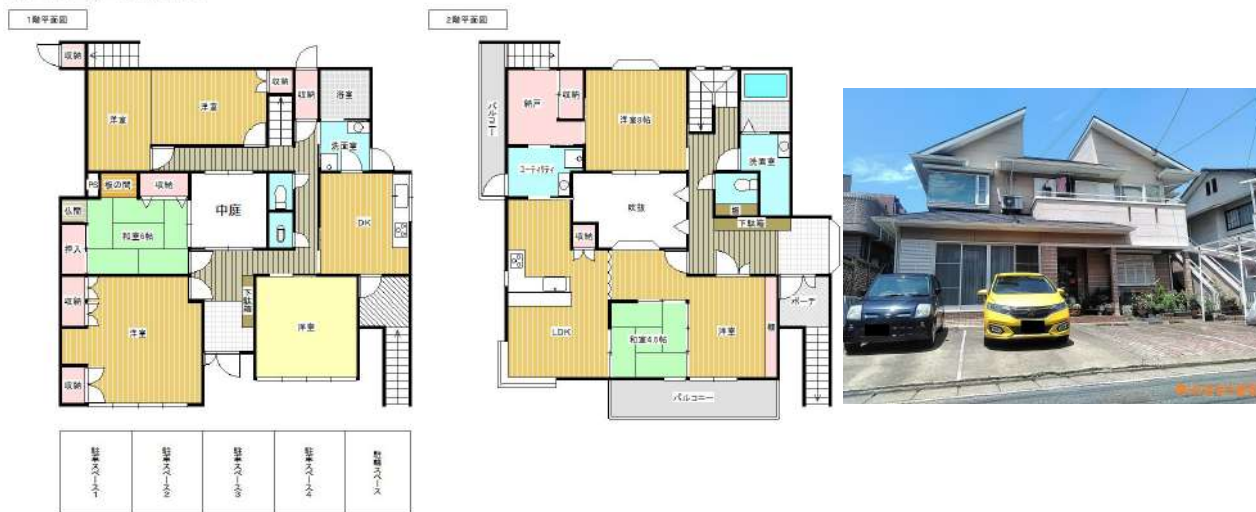 1階平面図
収納
洋室
洋室
収納
収納
浴室
洗面室
PS
板の間
収納
中庭
DK
仏間
和室6帖
押入
収納
洋室
下駄箱
洋室
収納
駐車スペース1
駐車スペース2
駐車スペース3
駐車スペース4
駐輪スペース
2階平面図
バルコニー
納戸
収納
洋室8帖
洗面室
ユーティリティ
吹抜
棚
下駄箱
収納
ポーチ
LDK
和室4.5帖
洋室
棚
バルコニー